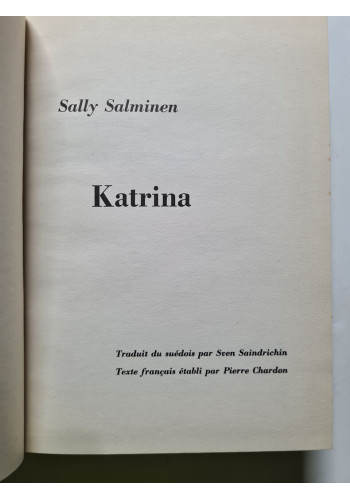 Sally Salminen
Katrina
Traduit du suédois par Sven Saindrichin
Texte français établi par Pierre Chardon